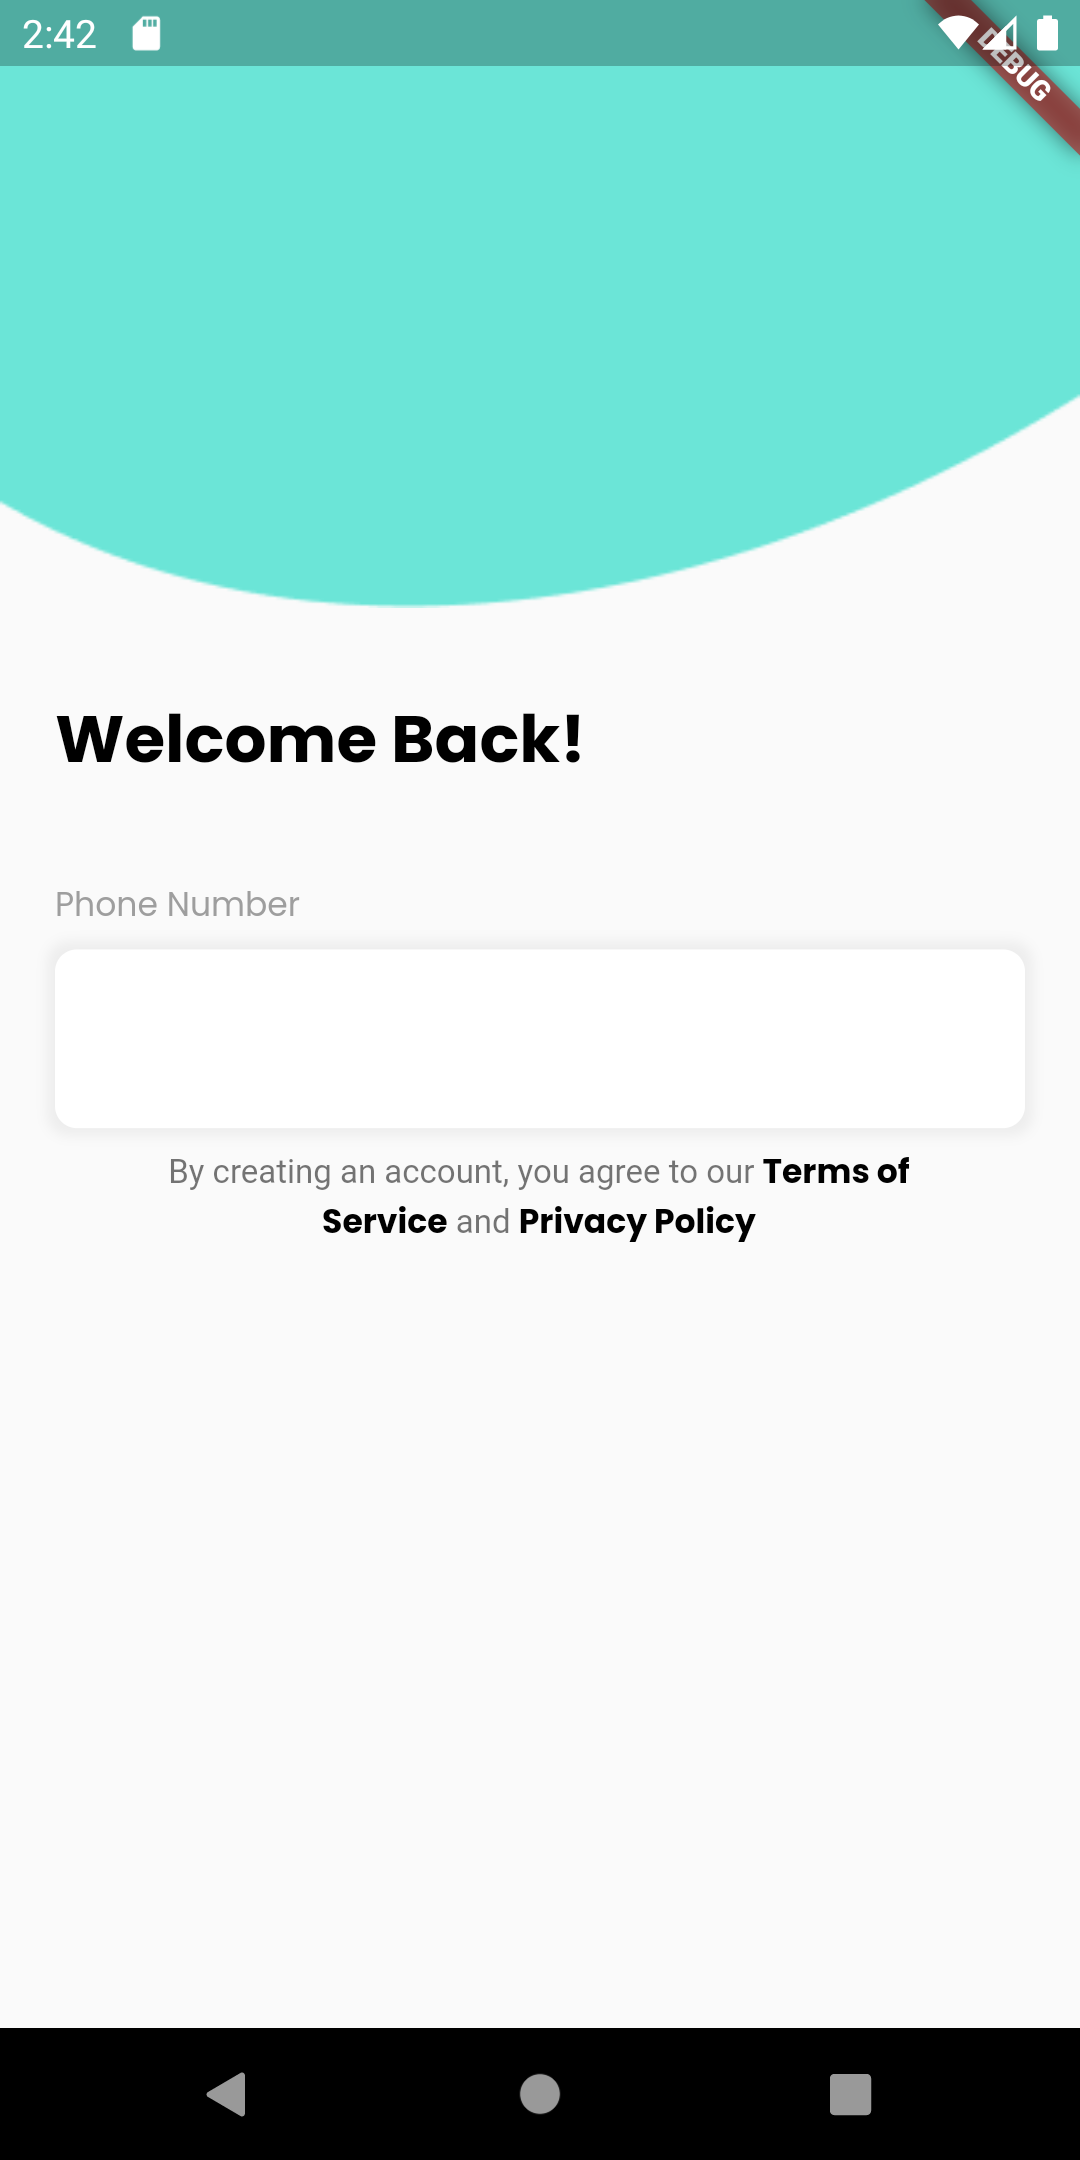 2:42
DEBUG
Welcome Back!
Phone Number
By creating an account, you agree to our Terms of
Service and Privacy Policy